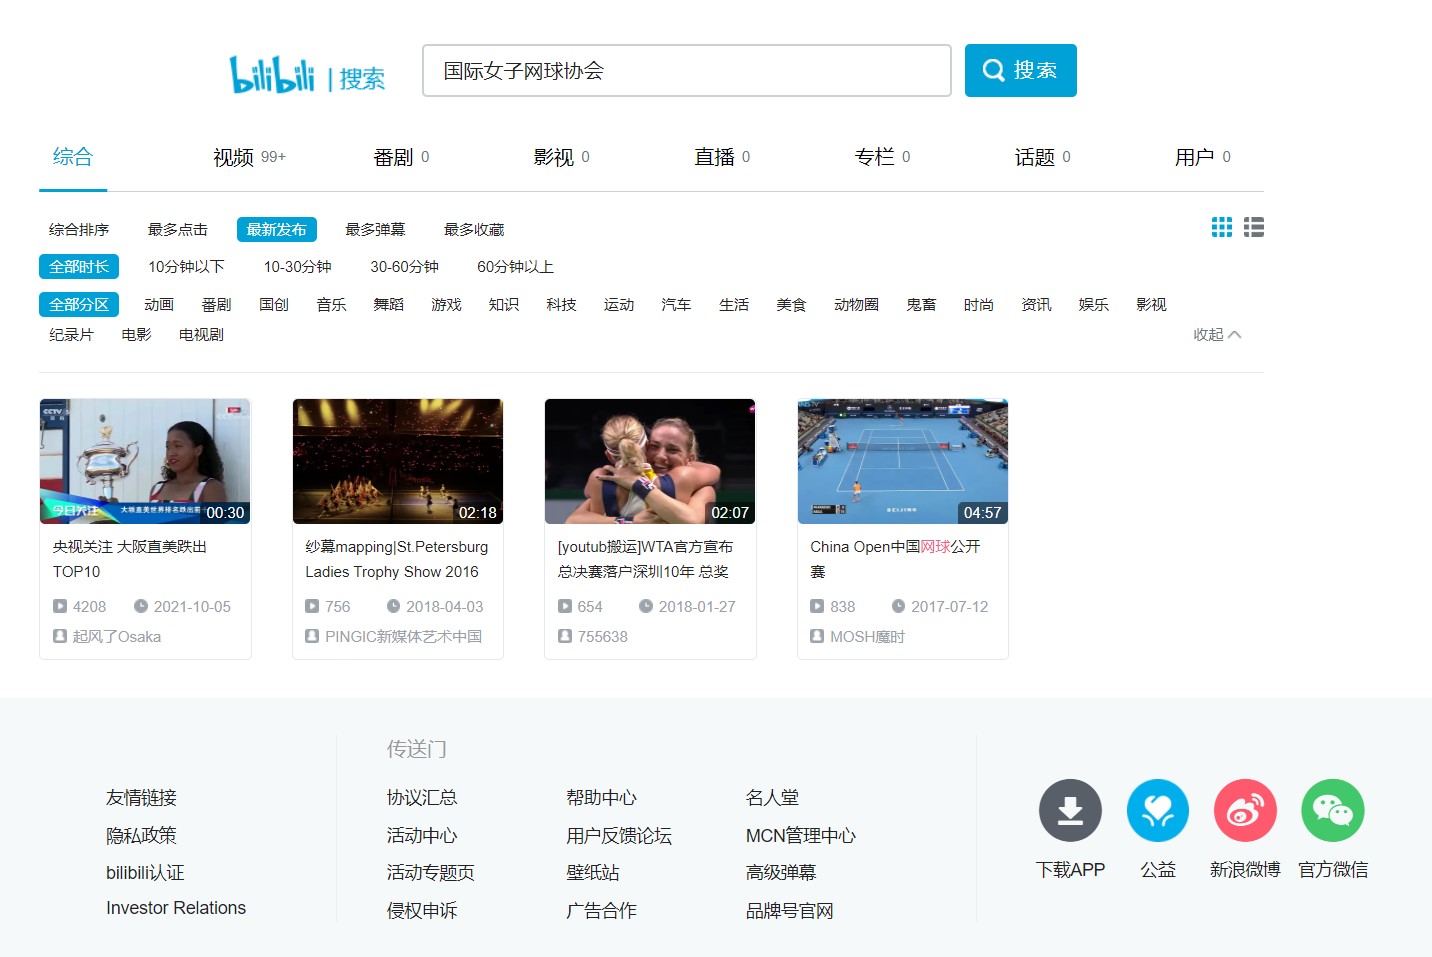 bilibili | 搜索
国际女子网球协会
搜索
综合 视频 99+ 番剧 0 影视 0 直播 0 专栏 0 话题 0 用户 0
综合排序 最多点击 最新发布 最多弹幕 最多收藏
全部时长 10分钟以下 10-30分钟 30-60分钟 60分钟以上
全部分区 动画 番剧 国创 音乐 舞蹈 游戏 知识 科技 运动 汽车 生活 美食 动物圈 鬼畜 时尚 资讯 娱乐 影视
纪录片 电影 电视剧 收起
CCTV
今日关注 大坂直美世界排名跌出前 00:30
央视关注 大阪直美跌出
TOP10
4208 2021-10-05
起风了Osaka
02:18
纱幕mapping|St.Petersburg
Ladies Trophy Show 2016
756 2018-04-03
PINGIC新媒体艺术中国
02:07
[youtub搬运]WTA官方宣布
总决赛落户深圳10年 总奖
654 2018-01-27
755638
04:57
China Open中国网球公开
赛
838 2017-07-12
MOSH魔时
传送门
友情链接
隐私政策
bilibili认证
Investor Relations
协议汇总 帮助中心 名人堂
活动中心 用户反馈论坛 MCN管理中心
活动专题页 壁纸站 高级弹幕
侵权申诉 广告合作 品牌号官网
下载APP 公益 新浪微博 官方微信